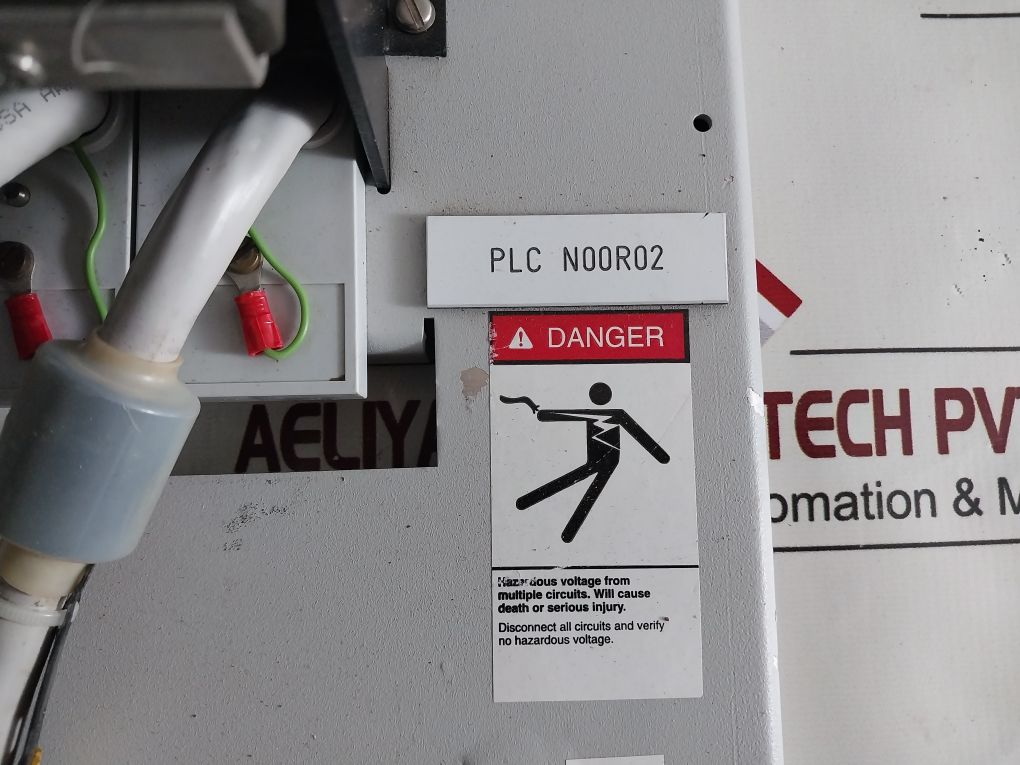 PLC N00R02
DANGER
Hazardous voltage from
multiple circuits. Will cause
death or serious injury.
Disconnect all circuits and verify
no hazardous voltage.
AELIYA
TECH PVT
omation & M